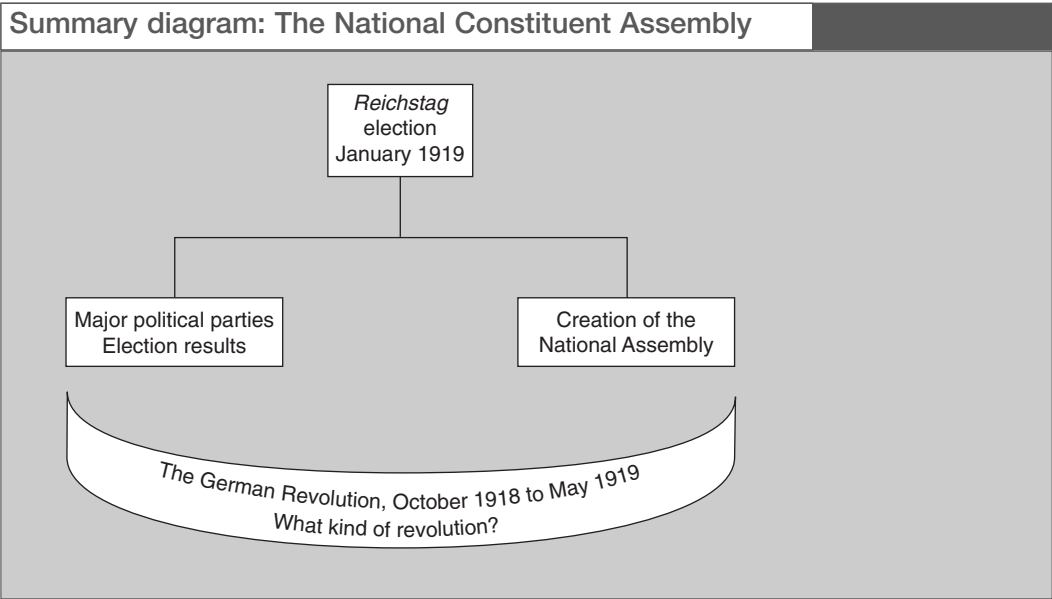 Summary diagram: The National Constituent Assembly
Reichstag
election
January 1919
Major political parties
Election results
Creation of the
National Assembly
The German Revolution, October 1918 to May 1919
What kind of revolution?